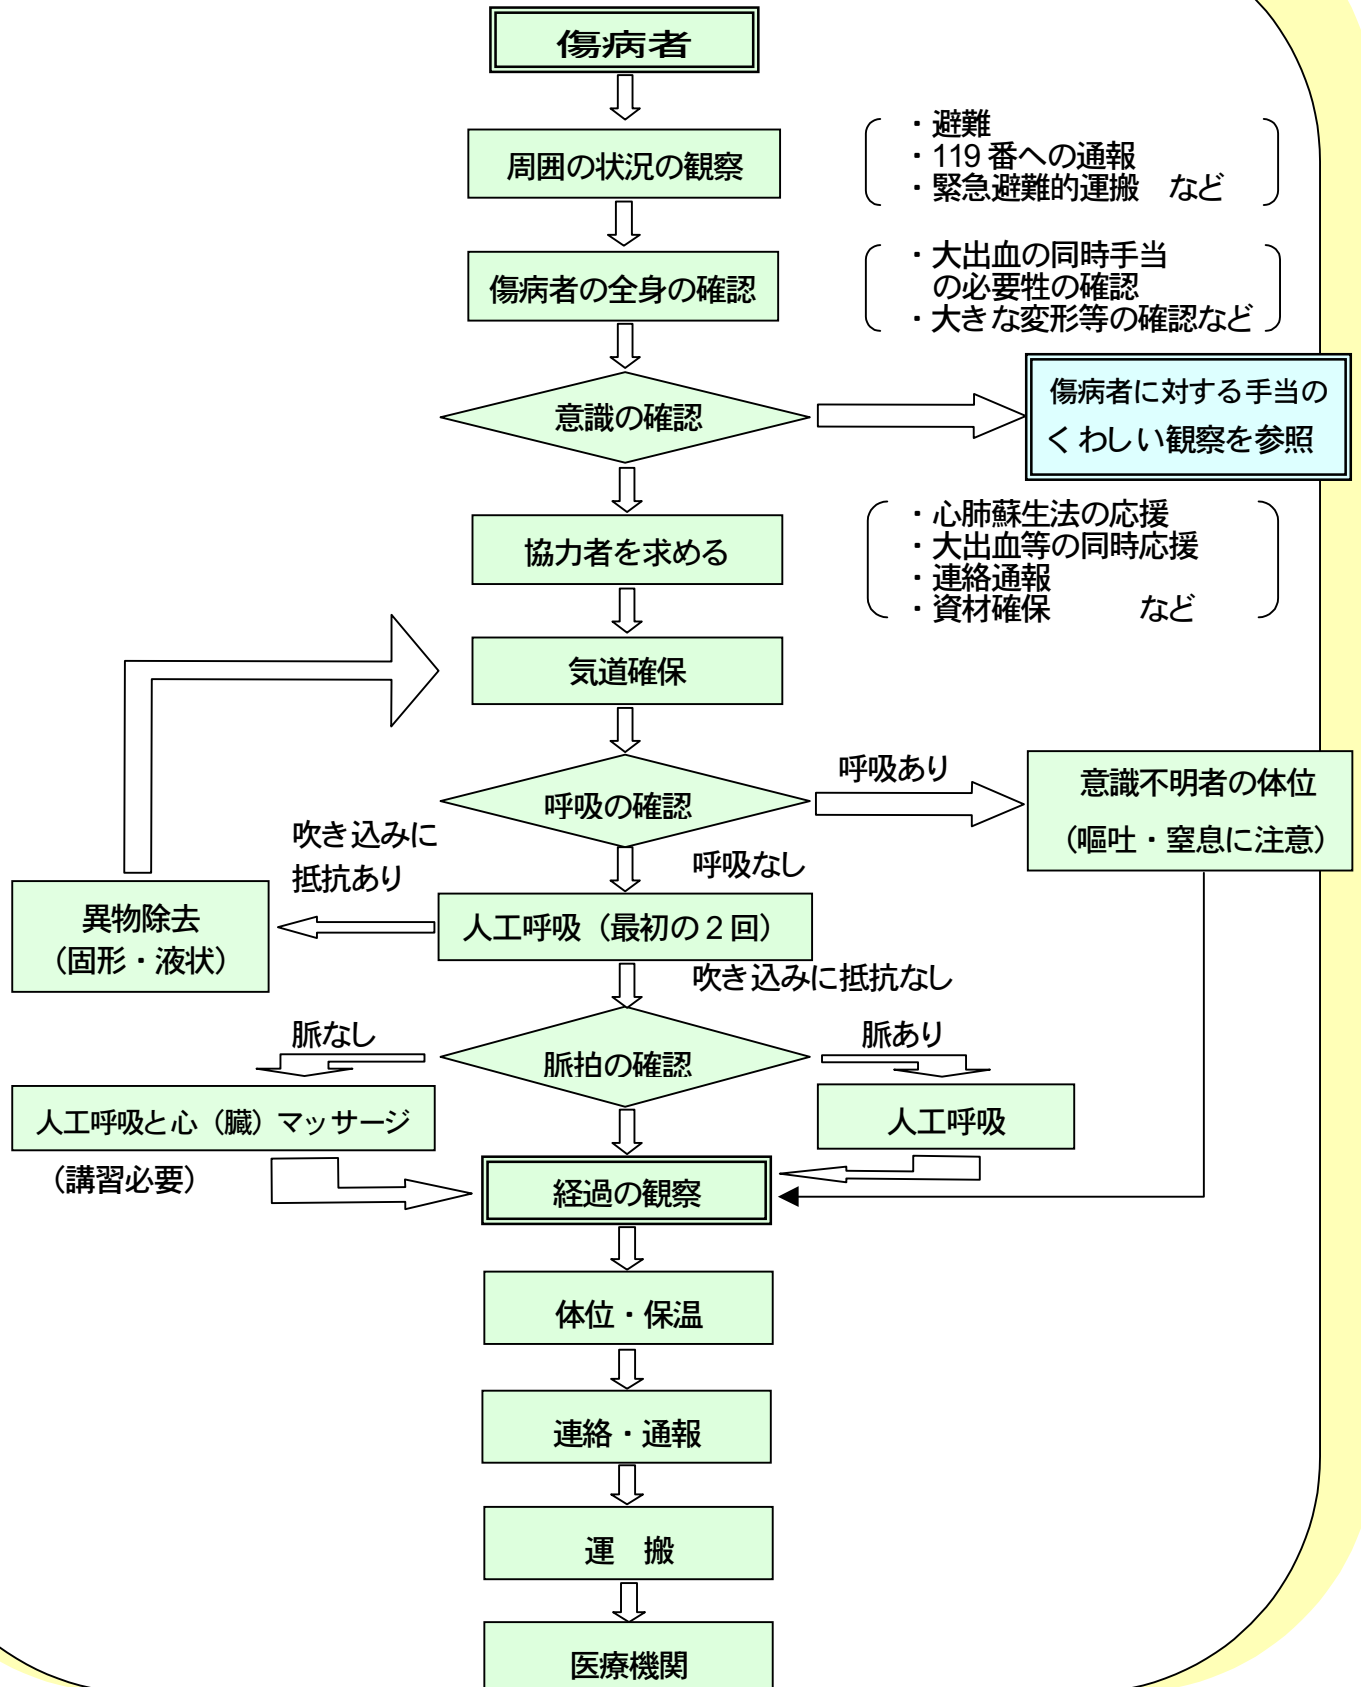 傷病者
周囲の状況の観察
・避難
・119番への通報
・緊急避難的運搬　など
傷病者の全身の確認
・大出血の同時手当
の必要牲の確認
・大きな変形等の確認など
意識の確認
傷病者に対する手当の
くわしい観察を参照
協力者を求める
・心肺蘇生法の応援
・大出血等の同時応援
・連絡通報
・資材確保　　　など
気道確保
呼吸の確認
呼吸あり
意識不明者の体位
（嘔吐・窒息に注意）
吹き込みに
抵抗あり
呼吸なし
異物除去
（固形・液状）
人工呼吸（最初の２回）
吹き込みに抵抗なし
脈なし
脈拍の確認
脈あり
人工呼吸と心（臓）マッサージ
（講習必要）
人工呼吸
経過の観察
体位・保温
連絡・通報
運　搬
医療機関